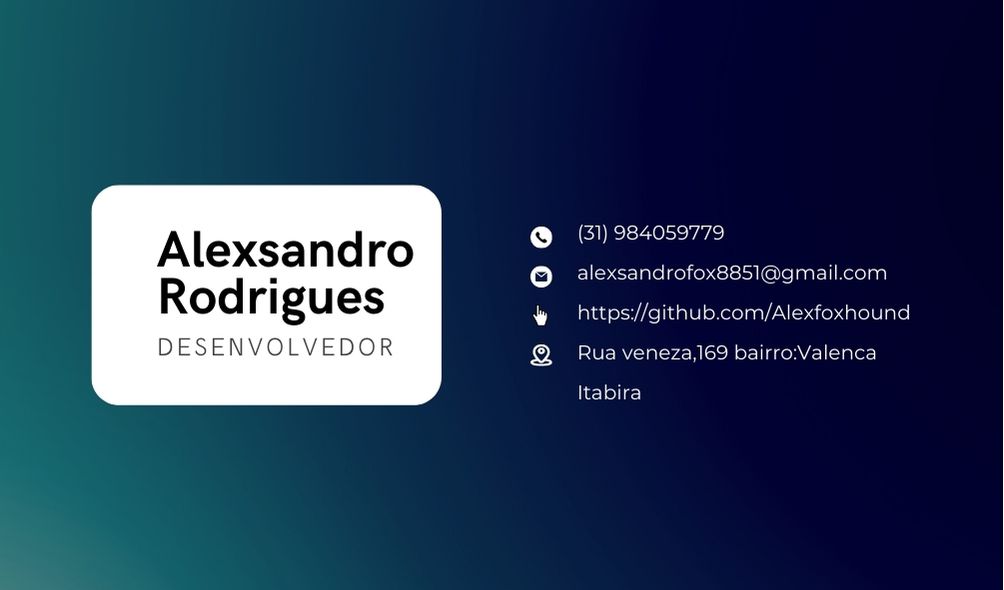 Alexsandro
Rodrigues
DESENVOLVEDOR
(31) 984059779
alexsandrofox8851@gmail.com
https://github.com/Alexfoxhound
Rua veneza,169 bairro:Valenca
Itabira